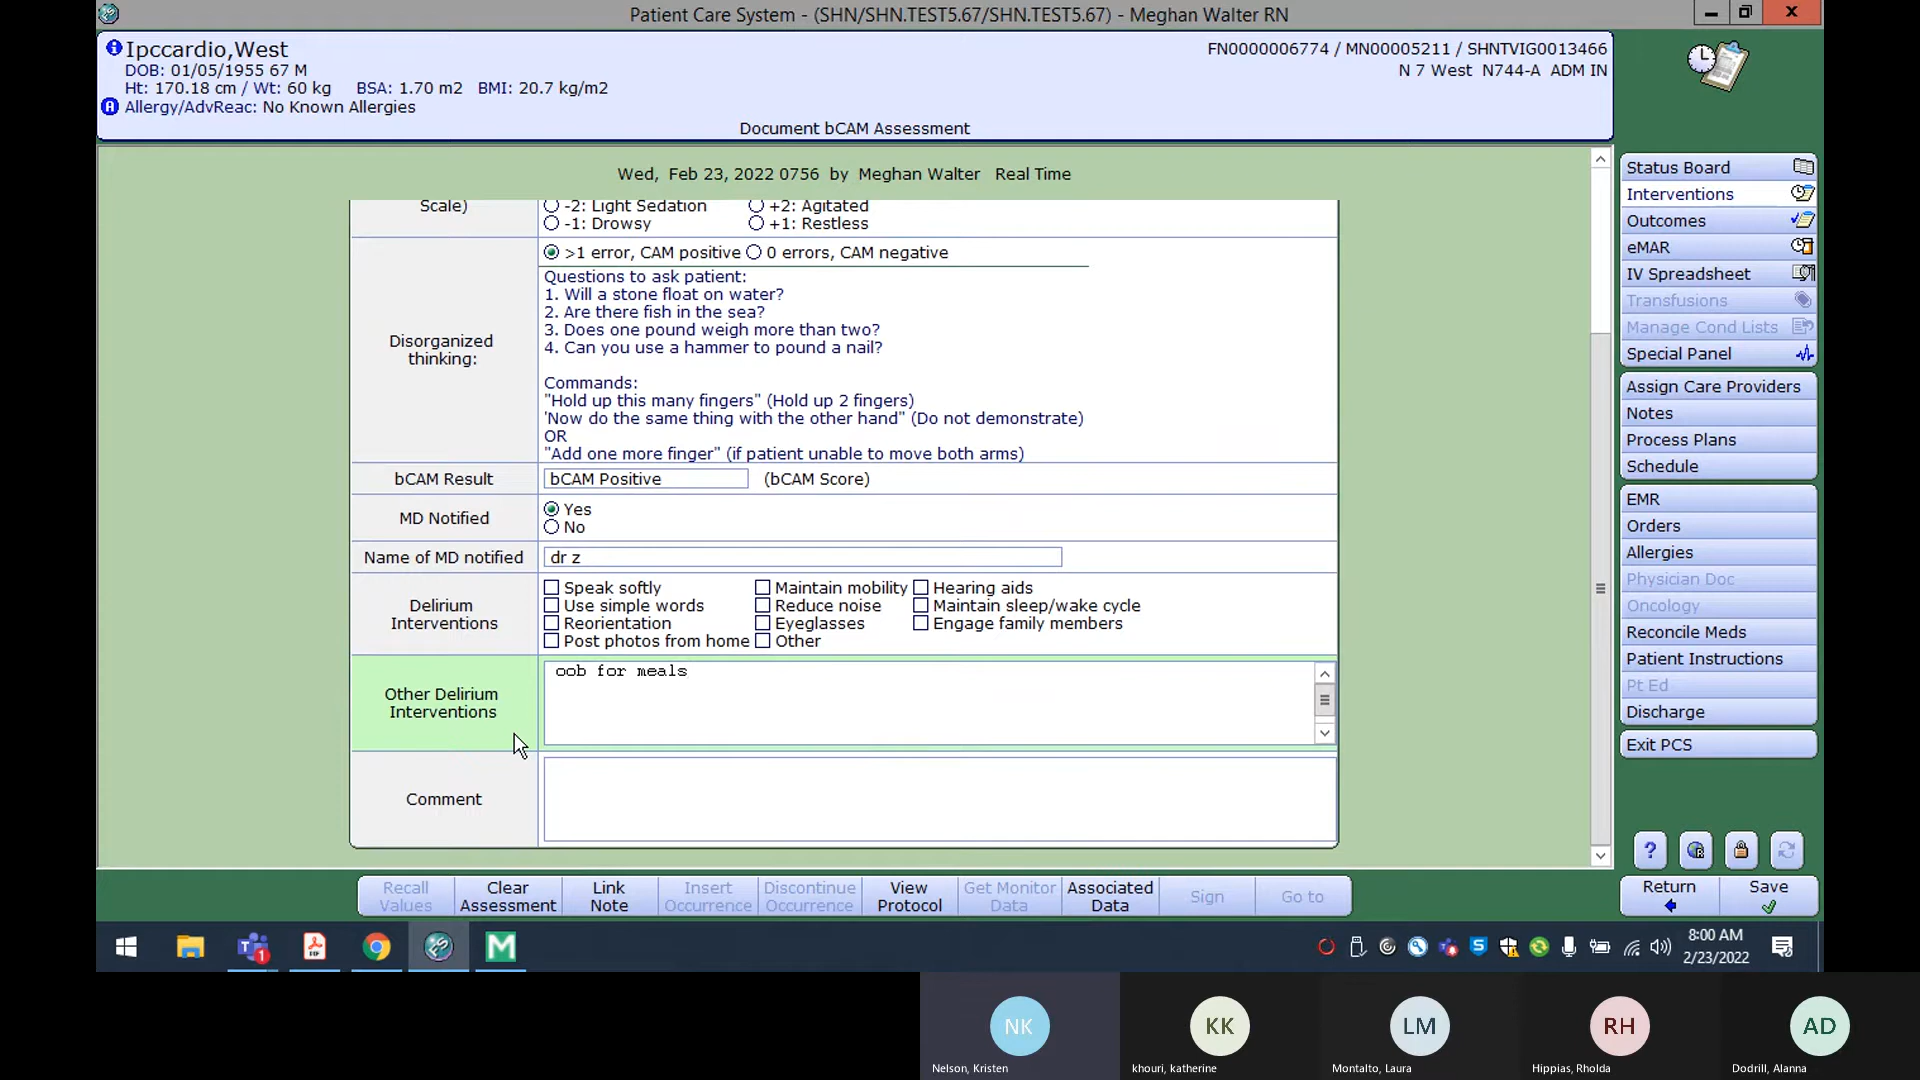 Patient Care System - (SHN/SHN.TEST5.67/SHN.TEST5.67) - Meghan Walter RN
Ipccardio,West
DOB: 01/05/1955 67 M
Ht: 170.18 cm / Wt: 60 kg BSA: 1.70 m2 BMI: 20.7 kg/m2
Allergy/AdvReac: No Known Allergies
FN0000006774 / MN00005211 / SHNTVIG0013466
N 7 West N744-A ADM IN
Document bCAM Assessment
Wed, Feb 23, 2022 0756 by Meghan Walter Real Time
Scale)
-2: Light Sedation +2: Agitated
-1: Drowsy +1: Restless
Disorganized
thinking:
>1 error, CAM positive 0 errors, CAM negative
Questions to ask patient:
1. Will a stone float on water?
2. Are there fish in the sea?
3. Does one pound weigh more than two?
4. Can you use a hammer to pound a nail?
Commands:
"Hold up this many fingers" (Hold up 2 fingers)
'Now do the same thing with the other hand" (Do not demonstrate)
OR
"Add one more finger" (if patient unable to move both arms)
bCAM Result bCAM Positive (bCAM Score)
MD Notified
Yes
No
Name of MD notified dr z
Delirium
Interventions
Speak softly Maintain mobility Hearing aids
Use simple words Reduce noise Maintain sleep/wake cycle
Reorientation Eyeglasses Engage family members
Post photos from home Other
Other Delirium
Interventions
oob for meals
Comment
Recall
Values
Clear
Assessment
Link
Note
Insert
Occurrence
Discontinue
Occurrence
View
Protocol
Get Monitor
Data
Associated
Data
Sign
Go to
Status Board
Interventions
Outcomes
eMAR
IV Spreadsheet
Transfusions
Manage Cond Lists
Special Panel
Assign Care Providers
Notes
Process Plans
Schedule
EMR
Orders
Allergies
Physician Doc
Oncology
Reconcile Meds
Patient Instructions
Pt Ed
Discharge
Exit PCS
?
Return
Save
8:00 AM
2/23/2022
NK
Nelson, Kristen
KK
khouri, katherine
LM
Montalto, Laura
RH
Hippias, Rholda
AD
Dodrill, Alanna